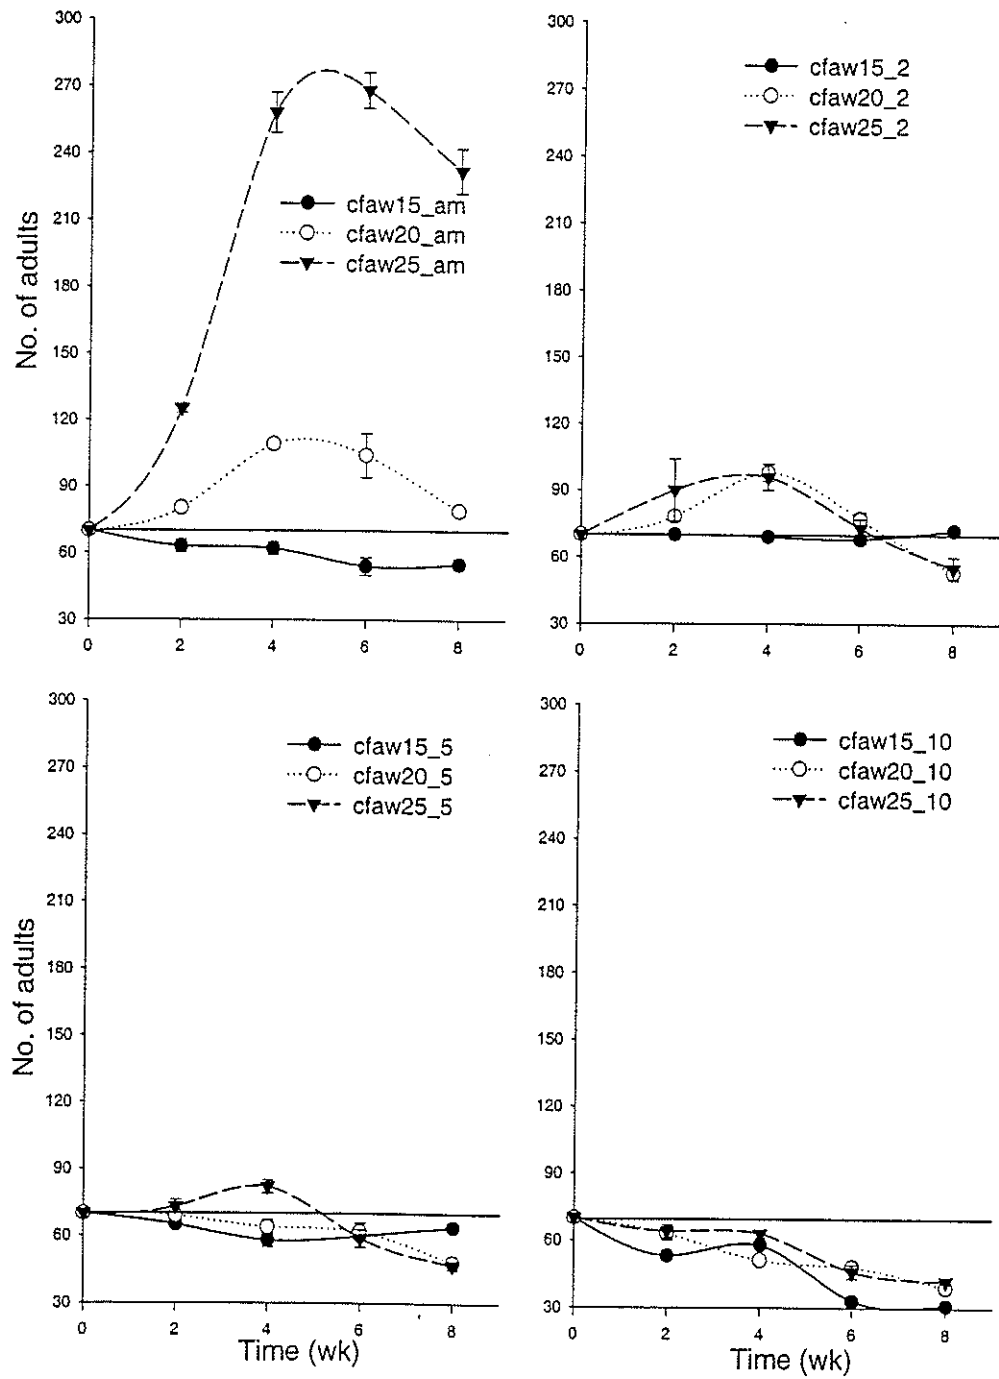 300
270
240
210
180
150
120
90
60
30
No. of adults
cfaw15_am
cfaw20_am
cfaw25_am
0 2 4 6 8
300
270
240
210
180
150
120
90
60
30
cfaw15_2
cfaw20_2
cfaw25_2
0 2 4 6 8
300
270
240
210
180
150
120
90
60
30
No. of adults
cfaw15_5
cfaw20_5
cfaw25_5
0 2 4 6 8
Time (wk)
300
270
240
210
180
150
120
90
60
30
cfaw15_10
cfaw20_10
cfaw25_10
0 2 4 6 8
Time (wk)